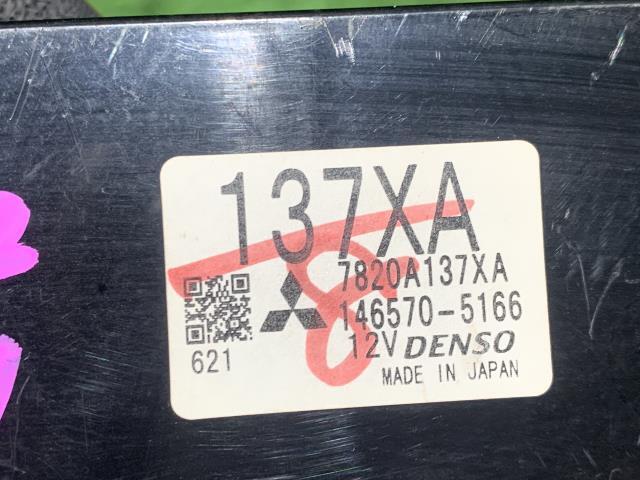 137XA
7820A137XA
146570-5166
12V DENSO
621
MADE IN JAPAN